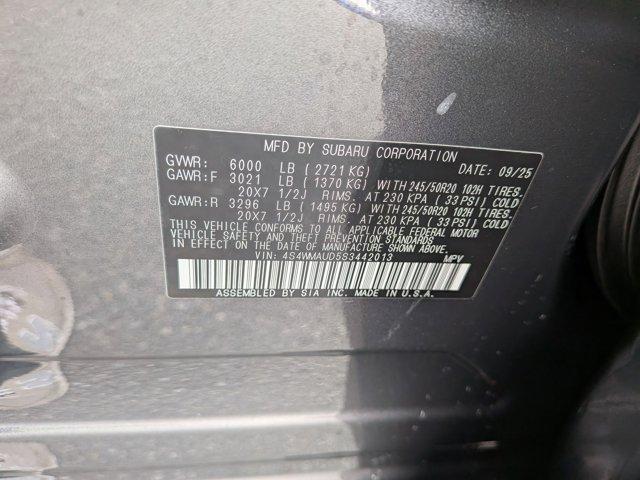 MFD BY SUBARU CORPORATION
GVWR: 6000 LB ( 2721 KG) DATE: 09/25
GAWR: F 3021 LB ( 1370 KG) WITH 245/50R20 102H TIRES.
20X7 1/2J RIMS. AT 230 KPA ( 33 PSI) COLD
GAWR: R 3296 LB ( 1495 KG) WITH 245/50R20 102H TIRES.
20X7 1/2J RIMS. AT 230 KPA ( 33 PSI) COLD
THIS VEHICLE CONFORMS TO ALL APPLICABLE FEDERAL MOTOR
VEHICLE SAFETY AND THEFT PREVENTION STANDARDS
IN EFFECT ON THE DATE OF MANUFACTURE SHOWN ABOVE.
VIN: 4S4WMAUD5S3442013 MPV
ASSEMBLED BY SIA INC. MADE IN U.S.A.